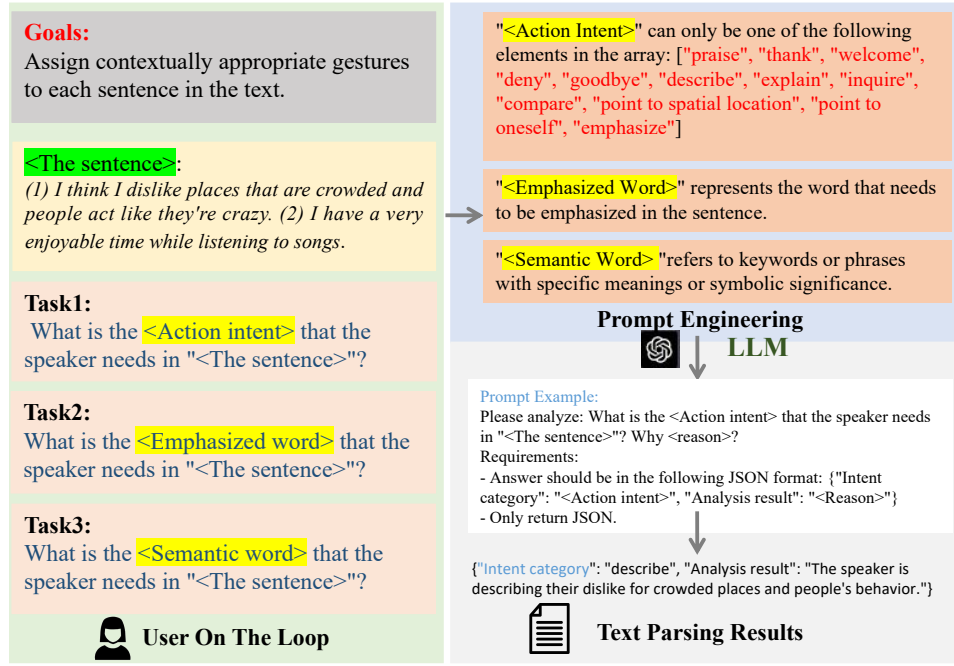 Goals:
Assign contextually appropriate gestures
to each sentence in the text.
<The sentence>:
(1) I think I dislike places that are crowded and
people act like they're crazy. (2) I have a very
enjoyable time while listening to songs.
Task1:
What is the <Action intent> that the
speaker needs in "<The sentence>"?
Task2:
What is the <Emphasized word> that the
speaker needs in "<The sentence>"?
Task3:
What is the <Semantic word> that the
speaker needs in "<The sentence>"?
User On The Loop
"<Action Intent>" can only be one of the following
elements in the array: ["praise", "thank", "welcome",
"deny", "goodbye", "describe", "explain", "inquire",
"compare", "point to spatial location", "point to
oneself", "emphasize"]
"<Emphasized Word>" represents the word that needs
to be emphasized in the sentence.
"<Semantic Word> "refers to keywords or phrases
with specific meanings or symbolic significance.
Prompt Engineering
LLM
Prompt Example:
Please analyze: What is the <Action intent> that the speaker needs
in "<The sentence>"? Why <reason>?
Requirements:
- Answer should be in the following JSON format: {"Intent
category": "<Action intent>", "Analysis result": "<Reason>"}
- Only return JSON.
{"Intent category": "describe", "Analysis result": "The speaker is
describing their dislike for crowded places and people's behavior."}
Text Parsing Results